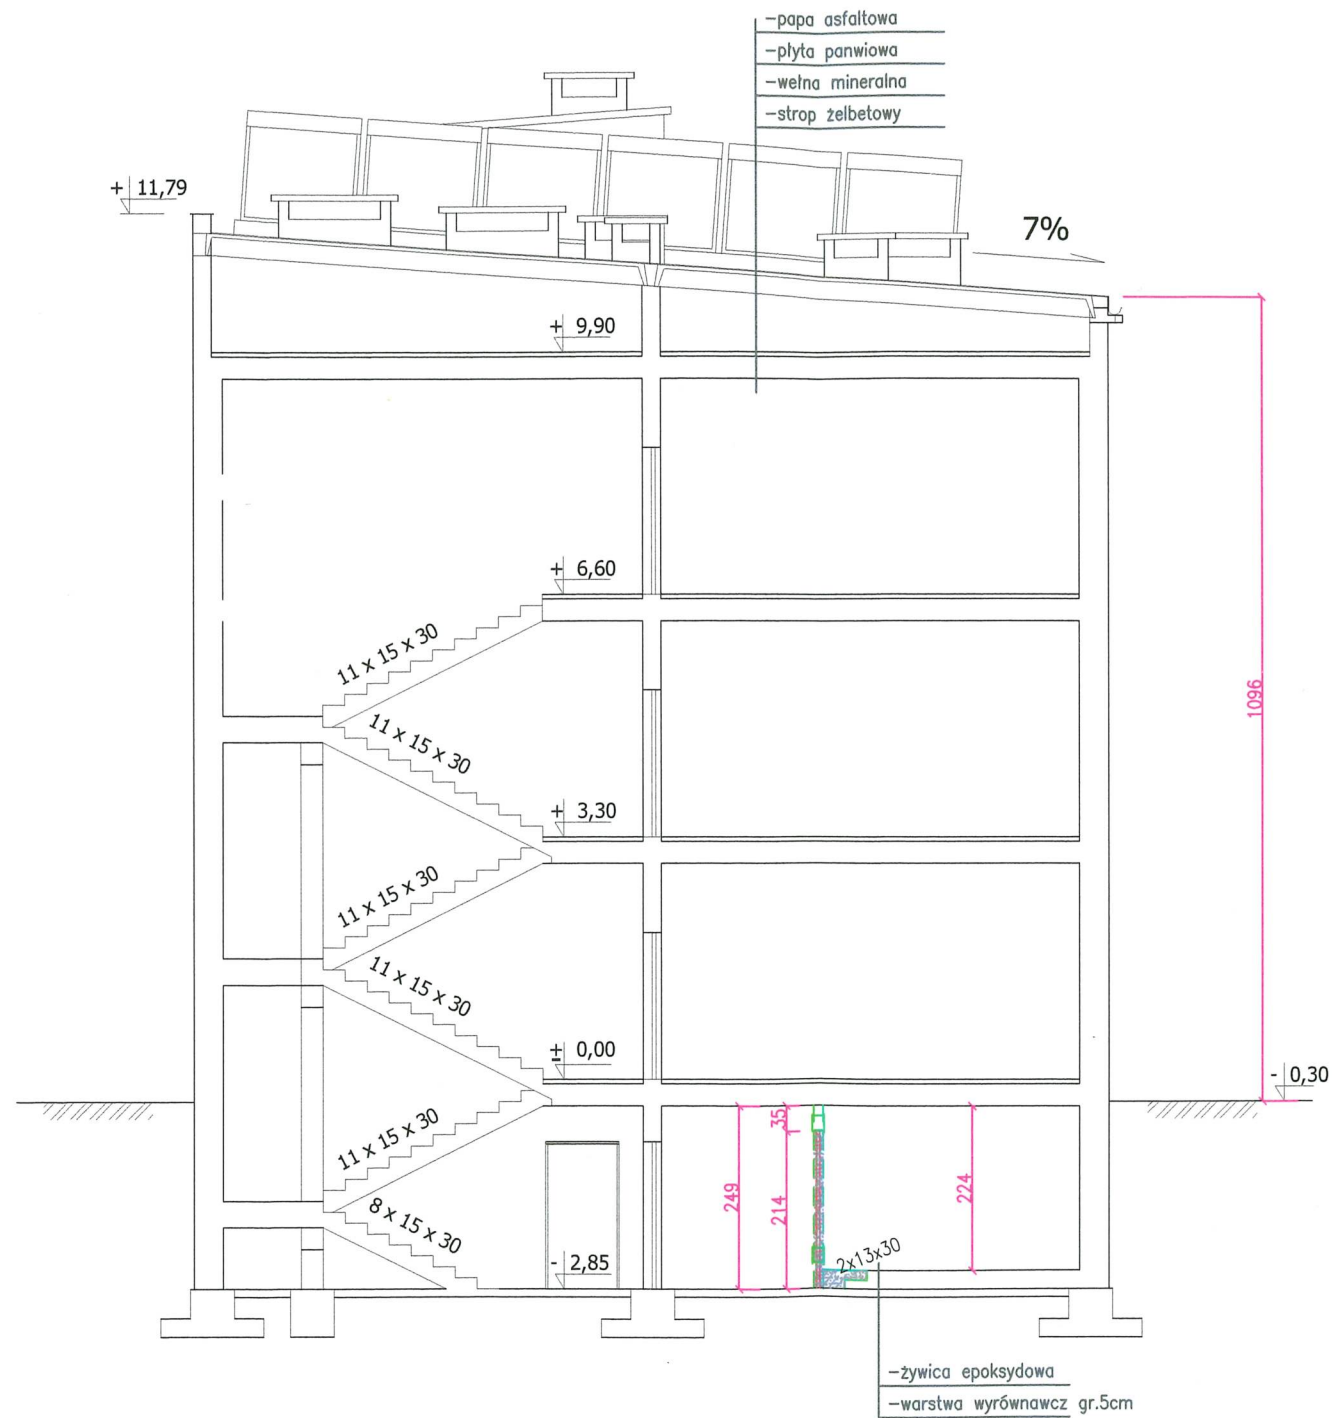 -papa asfaltowa
-płyta panwiowa
-wełna mineralna
-strop żelbetowy
+ 11,79
7%
+ 9,90
+ 6,60
11 x 15 x 30
1096
11 x 15 x 30
+ 3,30
11 x 15 x 30
11 x 15 x 30
± 0,00
- 0,30
11 x 15 x 30
35
249
214
224
8 x 15 x 30
2x13x30
- 2,85
-żywica epoksydowa
-warstwa wyrównawcz gr.5cm